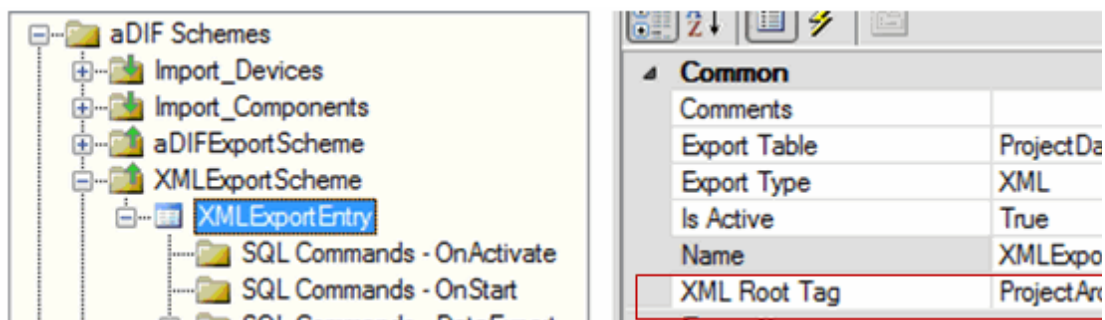 aDIF Schemes
Import_Devices
Import_Components
aDIFExportScheme
XMLExportScheme
XMLExportEntry
SQL Commands - OnActivate
SQL Commands - OnStart
Common
Comments
Export Table ProjectDa
Export Type XML
Is Active True
Name XMLExpo
XML Root Tag ProjectArc